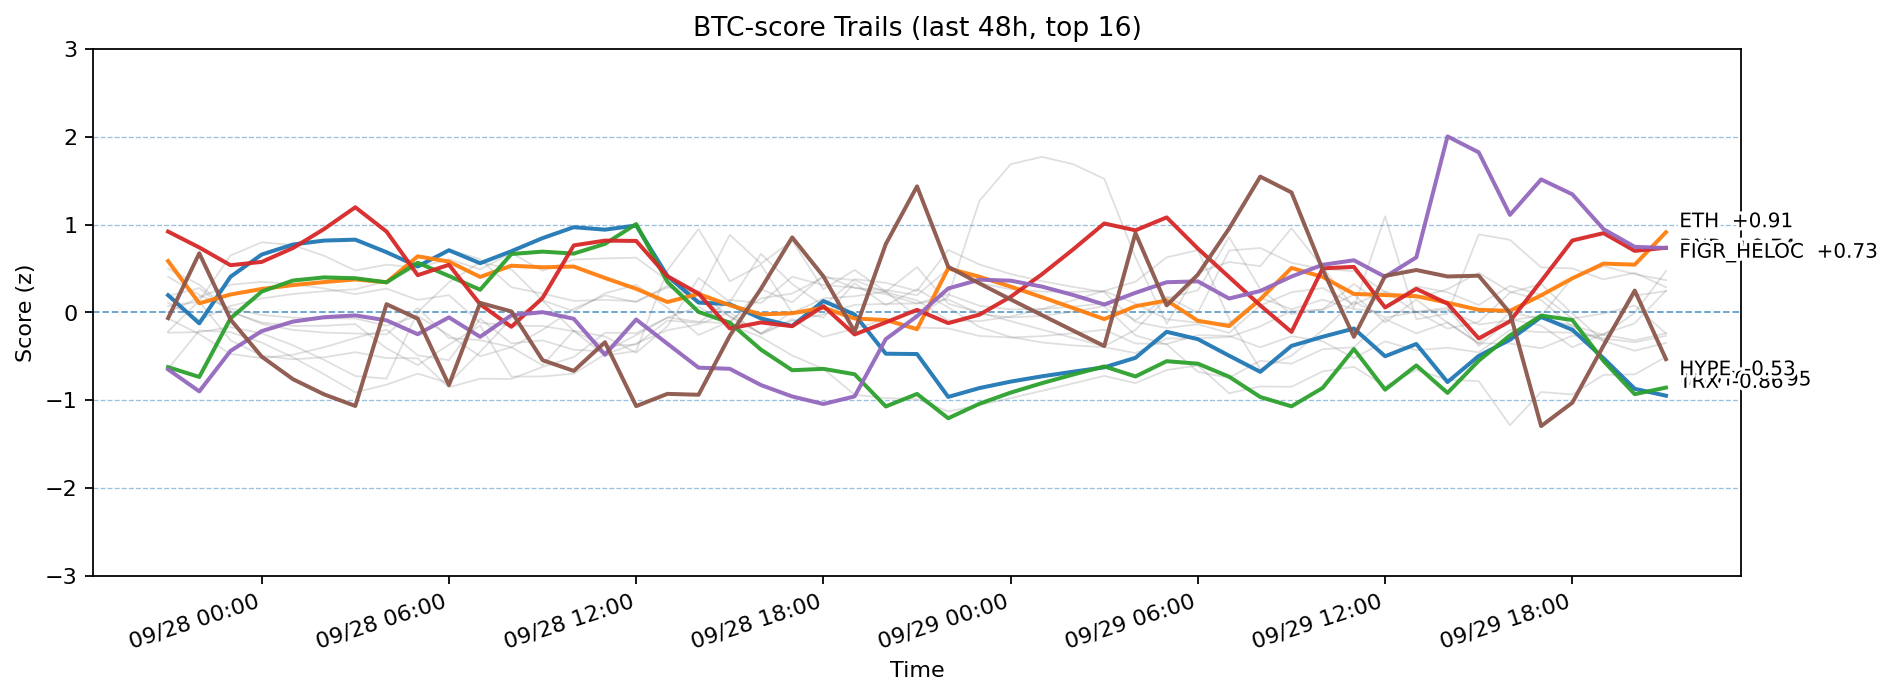 BTC-score Trails (last 48h, top 16)
3
2
1
0
−1
−2
−3
Score (z)
ETH +0.91
FIGR_HELOC +0.73
HYPE −0.53
TRX −0.86
09/28 00:00
09/28 06:00
09/28 12:00
09/28 18:00
09/29 00:00
09/29 06:00
09/29 12:00
09/29 18:00
Time